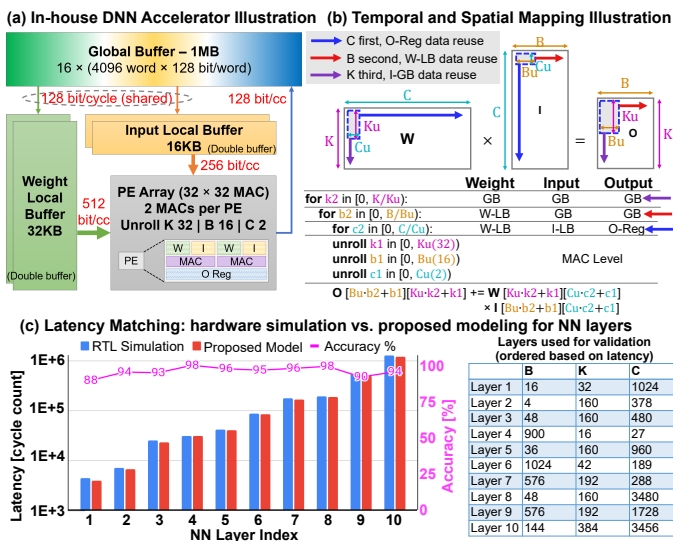 (a) In-house DNN Accelerator Illustration
Global Buffer – 1MB
16 × (4096 word × 128 bit/word)
128 bit/cycle (shared)
128 bit/cc
Input Local Buffer
16KB (Double buffer)
256 bit/cc
Weight
Local
Buffer
32KB
(Double buffer)
512
bit/cc
PE Array (32 × 32 MAC)
2 MACs per PE
Unroll K 32 | B 16 | C 2
PE
W I W I
MAC MAC
O Reg
(b) Temporal and Spatial Mapping Illustration
C first, O-Reg data reuse
B second, W-LB data reuse
K third, I-GB data reuse
C
K
Ku
Cu
W
×
B
C
Bu
Cu
I
=
B
K
Ku
Bu
O
Weight Input Output
for k2 in [0, K/Ku): GB GB GB
for b2 in [0, B/Bu): W-LB GB GB
for c2 in [0, C/Cu): W-LB I-LB O-Reg
unroll k1 in [0, Ku(32))
unroll b1 in [0, Bu(16)) MAC Level
unroll c1 in [0, Cu(2))
O [Bu·b2+b1][Ku·k2+k1] += W [Ku·k2+k1][Cu·c2+c1]
× I [Bu·b2+b1][Cu·c2+c1]
(c) Latency Matching: hardware simulation vs. proposed modeling for NN layers
RTL Simulation Proposed Model Accuracy %
Latency [cycle count]
1E+6
1E+5
1E+4
1E+3
88 94 93 98 96 95 96 98 90 94
100
75
50
25
0
Accuracy [%]
1 2 3 4 5 6 7 8 9 10
NN Layer Index
Layers used for validation
(ordered based on latency)
B K C
Layer 1 16 32 1024
Layer 2 4 160 378
Layer 3 48 160 480
Layer 4 900 16 27
Layer 5 36 160 960
Layer 6 1024 42 189
Layer 7 576 192 288
Layer 8 48 160 3480
Layer 9 576 192 1728
Layer 10 144 384 3456